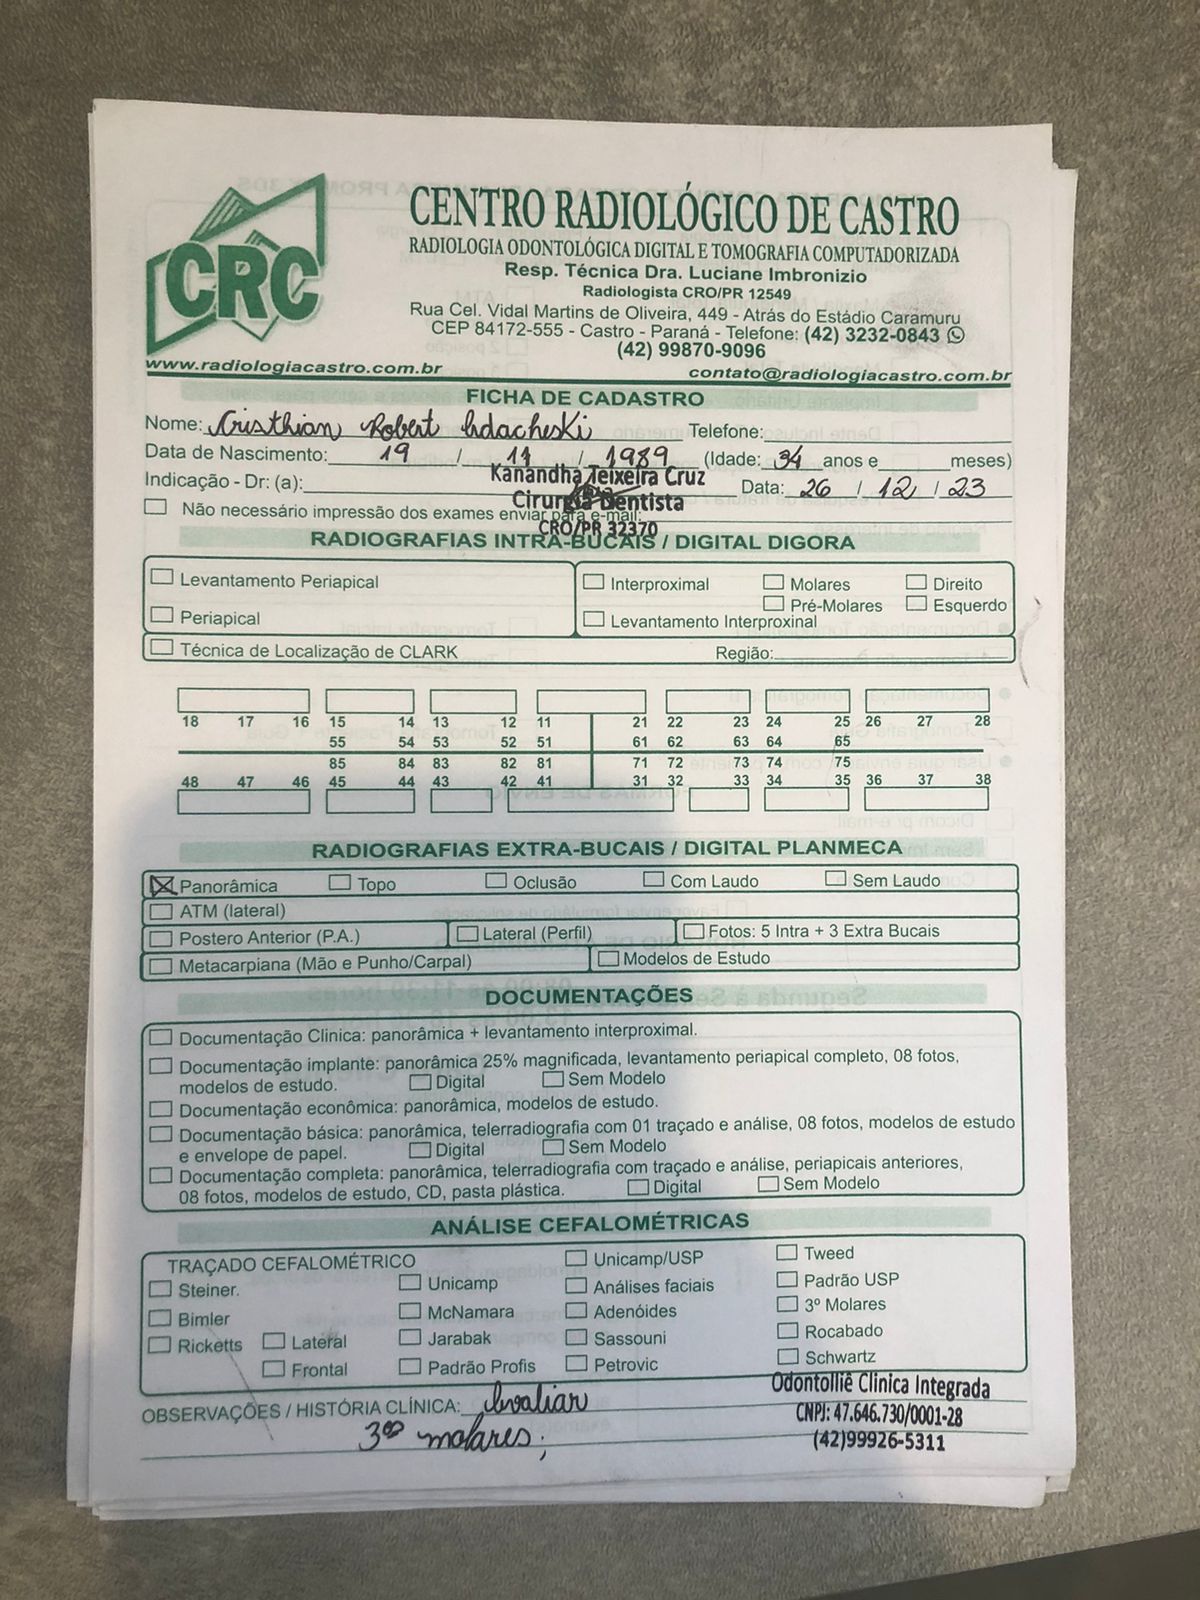 CRC
CENTRO RADIOLÓGICO DE CASTRO
RADIOLOGIA ODONTOLÓGICA DIGITAL E TOMOGRAFIA COMPUTADORIZADA
Resp. Técnica Dra. Luciane Imbronizio
Radiologista CRO/PR 12549
Rua Cel. Vidal Martins de Oliveira, 449 - Atrás do Estádio Caramuru
CEP 84172-555 - Castro - Paraná - Telefone: (42) 3232-0843
(42) 99870-9096
www.radiologiacastro.com.br contato@radiologiacastro.com.br
FICHA DE CADASTRO
Nome: Cristhian Robert Telefone:
Data de Nascimento: 19 / 11 / 1989 (Idade: 34 anos e meses)
Kanandha Teixeira Cruz
Indicação - Dr: (a): Data: 26 / 12 / 23
Cirurgiã Dentista
Não necessário impressão dos exames enviar para e-mail:
CRO/PR 32370
RADIOGRAFIAS INTRA-BUCAIS / DIGITAL DIGORA
Levantamento Periapical Interproximal Molares Direito
Periapical Pré-Molares Esquerdo
Levantamento Interproximal
Técnica de Localização de CLARK Região:
18 17 16 15 14 13 12 11 21 22 23 24 25 26 27 28
55 54 53 52 51 61 62 63 64 65
85 84 83 82 81 71 72 73 74 75
48 47 46 45 44 43 42 41 31 32 33 34 35 36 37 38
RADIOGRAFIAS EXTRA-BUCAIS / DIGITAL PLANMECA
Panorâmica Topo Oclusão Com Laudo Sem Laudo
ATM (lateral)
Postero Anterior (P.A.) Lateral (Perfil) Fotos: 5 Intra + 3 Extra Bucais
Metacarpiana (Mão e Punho/Carpal) Modelos de Estudo
DOCUMENTAÇÕES
Documentação Clinica: panorâmica + levantamento interproximal.
Documentação implante: panorâmica 25% magnificada, levantamento periapical completo, 08 fotos,
modelos de estudo. Digital Sem Modelo
Documentação econômica: panorâmica, modelos de estudo.
Documentação básica: panorâmica, telerradiografia com 01 traçado e análise, 08 fotos, modelos de estudo
e envelope de papel. Digital Sem Modelo
Documentação completa: panorâmica, telerradiografia com traçado e análise, periapicais anteriores,
08 fotos, modelos de estudo, CD, pasta plástica. Digital Sem Modelo
ANÁLISE CEFALOMÉTRICAS
TRAÇADO CEFALOMÉTRICO Unicamp/USP Tweed
Steiner. Unicamp Análises faciais Padrão USP
Bimler McNamara Adenóides 3º Molares
Ricketts Lateral Jarabak Sassouni Rocabado
Frontal Padrão Profis Petrovic Schwartz
OBSERVAÇÕES / HISTÓRIA CLÍNICA: Avaliar
3os molares;
Odontolliê Clinica Integrada
CNPJ: 47.646.730/0001-28
(42)99926-5311